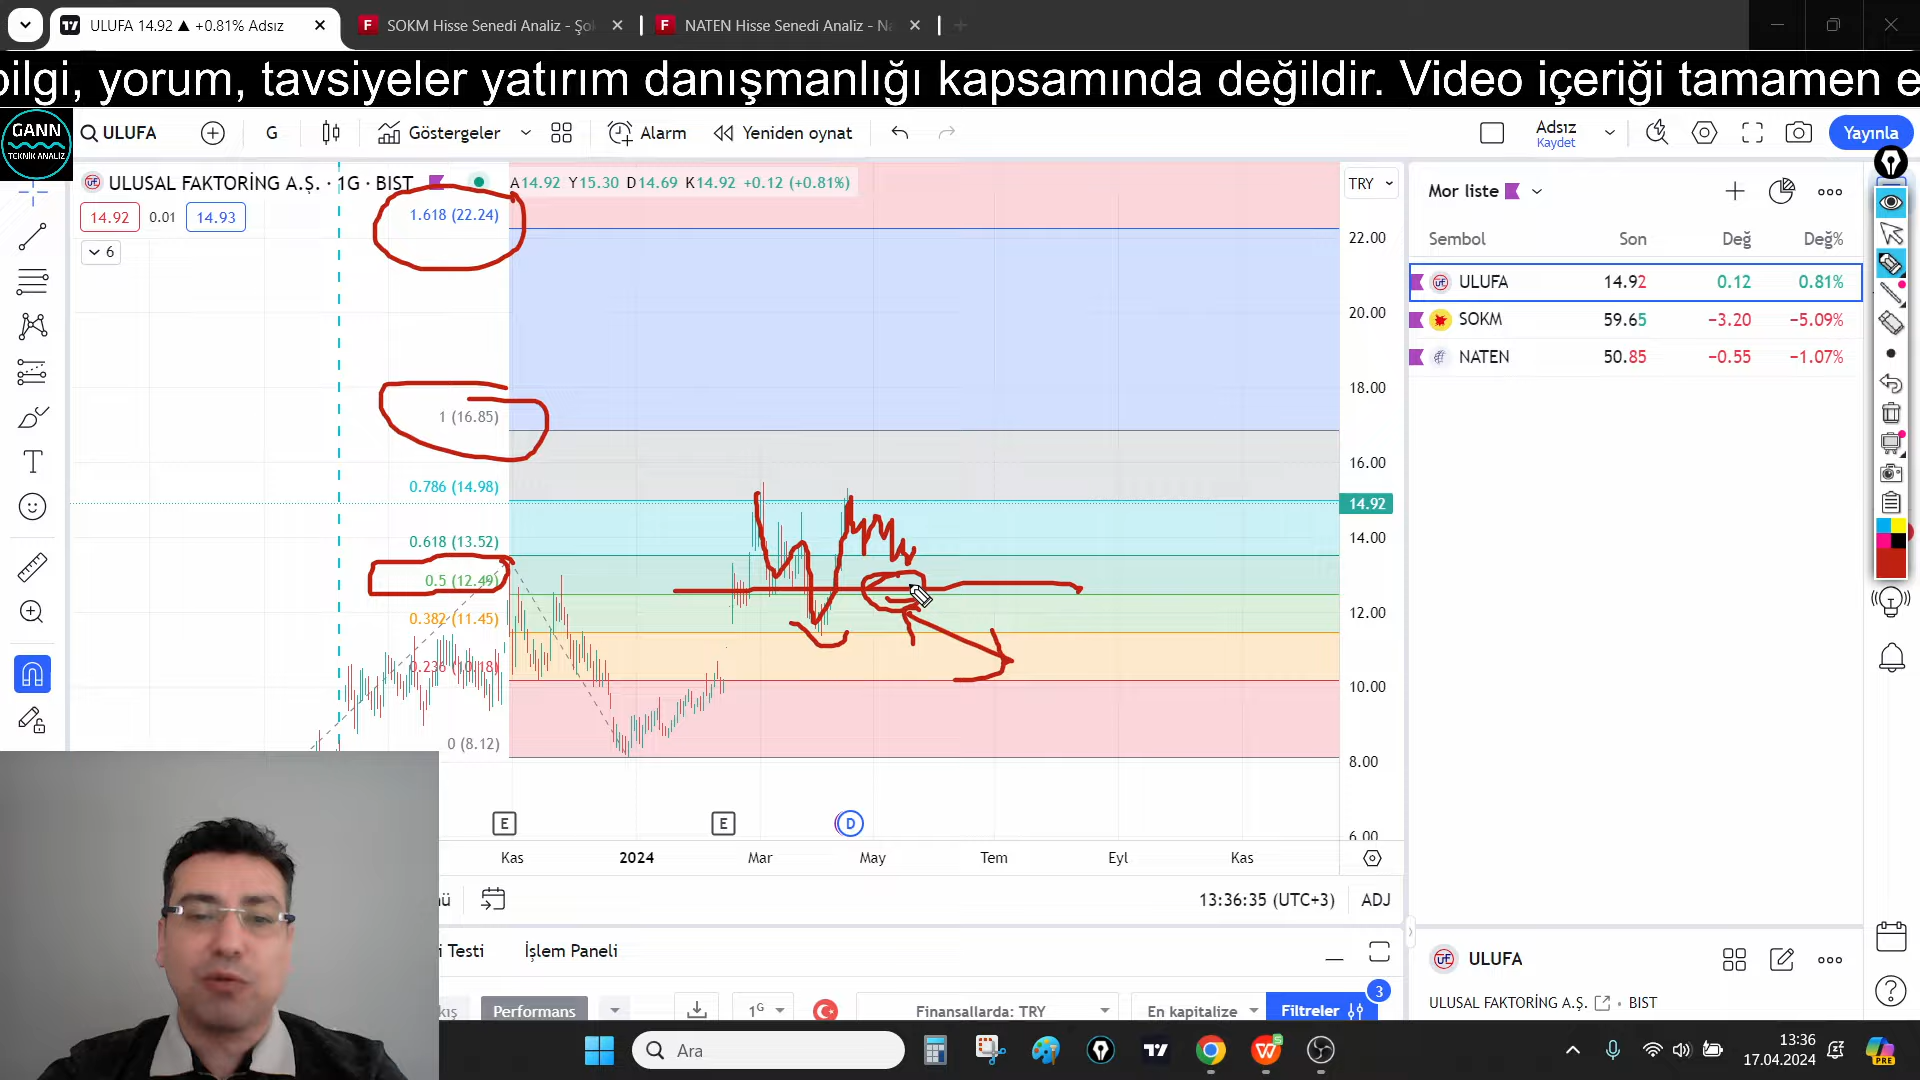 ULUFA 14.92 ▲ +0.81% Adsız
SOKM Hisse Senedi Analiz - Şo
NATEN Hisse Senedi Analiz - Na
bilgi, yorum, tavsiyeler yatırım danışmanlığı kapsamında değildir. Video içeriği tamamen e
GANN
TCKNİK ANALİZ
ULUFA
G
Göstergeler
Alarm
Yeniden oynat
Adsız
Kaydet
Yayınla
ULUSAL FAKTORİNG A.Ş. · 1G · BIST
A14.92 Y15.30 D14.69 K14.92 +0.12 (+0.81%)
TRY
14.92
0.01
14.93
6
1.618 (22.24)
1 (16.85)
0.786 (14.98)
0.618 (13.52)
0.5 (12.49)
0.382 (11.45)
0.236 (10.18)
0 (8.12)
22.00
20.00
18.00
16.00
14.92
14.00
12.00
10.00
8.00
6.00
E
E
D
Kas
2024
Mar
May
Tem
Eyl
Kas
13:36:35 (UTC+3)
ADJ
i Testi
İşlem Paneli
kış
Performans
1G
Finansallarda: TRY
En kapitalize
Filtreler
3
Mor liste
Sembol
Son
Değ
Değ%
ULUFA 14.92 0.12 0.81%
SOKM 59.65 −3.20 −5.09%
NATEN 50.85 −0.55 −1.07%
ULUFA
ULUSAL FAKTORİNG A.Ş. • BIST
Ara
13:36
17.04.2024
PRE